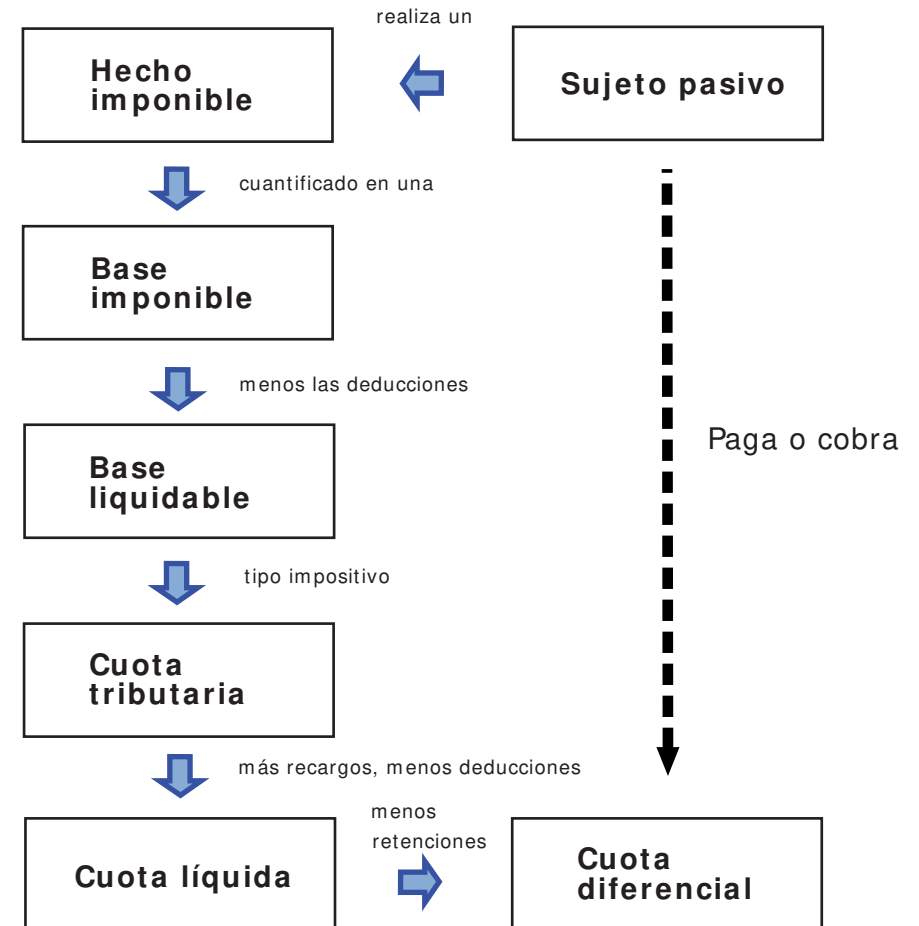 realiza un
Hecho
imponible
Sujeto pasivo
cuantificado en una
Base
imponible
menos las deducciones
Base
liquidable
Paga o cobra
tipo impositivo
Cuota
tributaria
más recargos, menos deducciones
menos
retenciones
Cuota líquida
Cuota
diferencial